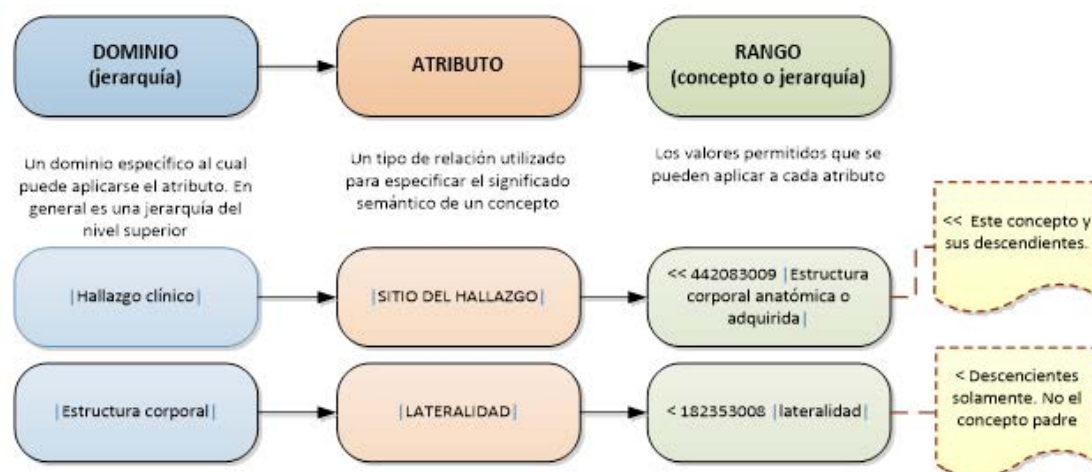 DOMINIO
(jerarquía)
ATRIBUTO
RANGO
(concepto o jerarquía)
Un dominio específico al cual
puede aplicarse el atributo. En
general es una jerarquía del
nivel superior
Un tipo de relación utilizado
para especificar el significado
semántico de un concepto
Los valores permitidos que se
pueden aplicar a cada atributo
<< Este concepto y
sus descendientes.
|Hallazgo clínico|
|SITIO DEL HALLAZGO|
<< 442083009 |Estructura
corporal anatómica o
adquirida|
|Estructura corporal|
|LATERALIDAD|
< 182353008 |lateralidad|
< Descencientes
solamente. No el
concepto padre